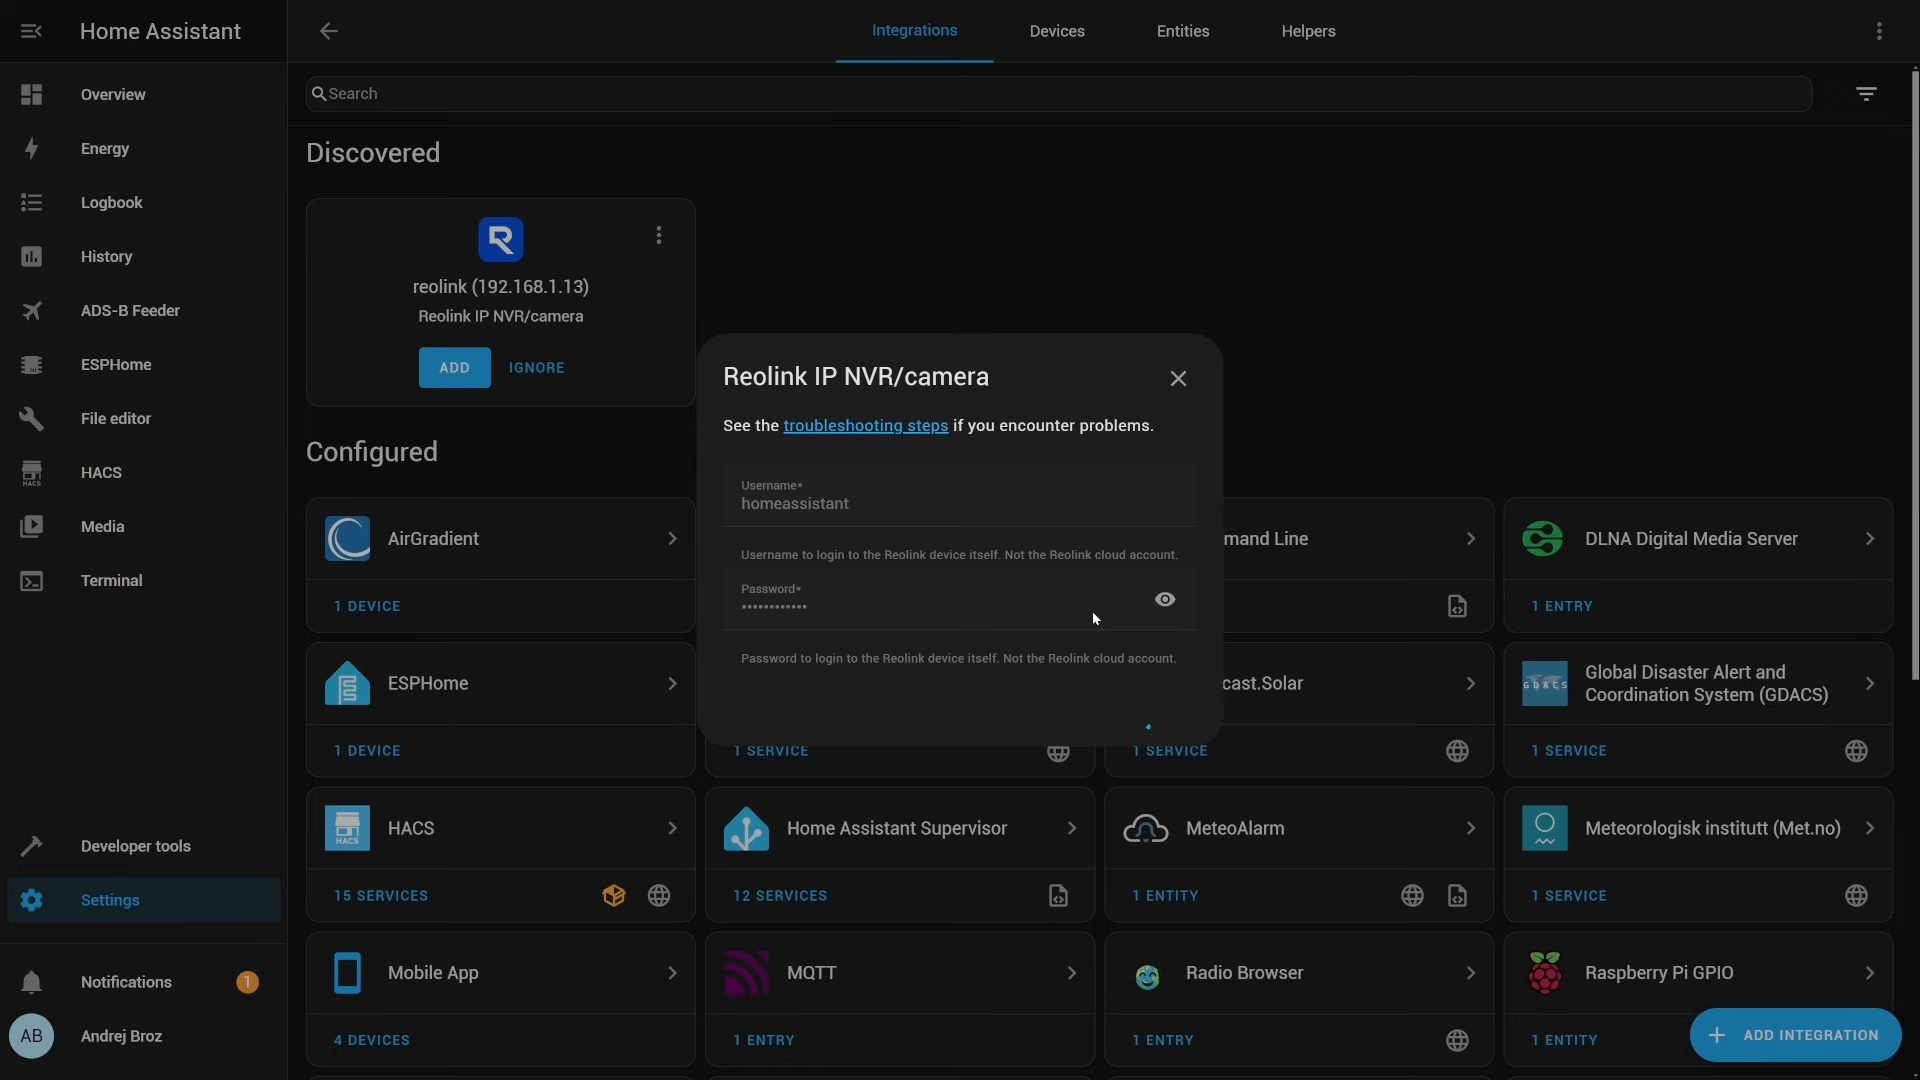 Home Assistant
Integrations
Devices
Entities
Helpers
Overview
Energy
Logbook
History
ADS-B Feeder
ESPHome
File editor
HACS
Media
Terminal
Developer tools
Settings
Notifications
1
AB
Andrej Broz
Search
Discovered
reolink (192.168.1.13)
Reolink IP NVR/camera
ADD
IGNORE
Reolink IP NVR/camera
See the troubleshooting steps if you encounter problems.
Username*
homeassistant
Username to login to the Reolink device itself. Not the Reolink cloud account.
Password*
••••••••••••
Password to login to the Reolink device itself. Not the Reolink cloud account.
Configured
AirGradient
1 DEVICE
mand Line
DLNA Digital Media Server
1 ENTRY
ESPHome
1 DEVICE
1 SERVICE
cast.Solar
1 SERVICE
GDACS
Global Disaster Alert and
Coordination System (GDACS)
1 SERVICE
HACS
HACS
15 SERVICES
Home Assistant Supervisor
12 SERVICES
MeteoAlarm
1 ENTITY
Meteorologisk institutt (Met.no)
1 SERVICE
Mobile App
4 DEVICES
MQTT
1 ENTRY
Radio Browser
1 ENTRY
Raspberry Pi GPIO
1 ENTITY
ADD INTEGRATION